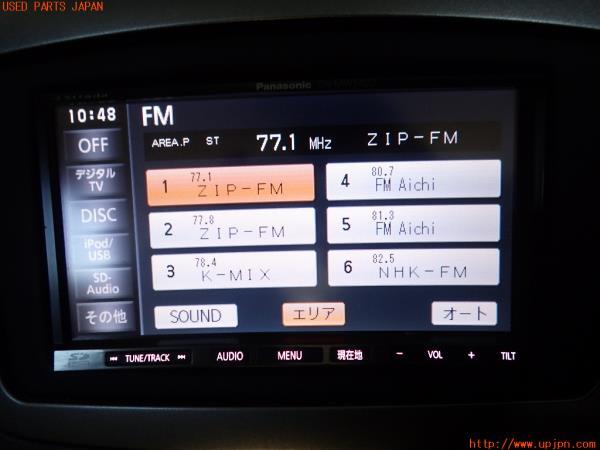 USED PARTS JAPAN
Panasonic
10:48
FM
AREA.P ST 77.1 MHz ZIP-FM
OFF
デジタル
TV
DISC
iPod/
USB
SD-
Audio
その他
1 77.1 ZIP-FM
2 77.8 ZIP-FM
3 78.4 K-MIX
4 80.7 FM Aichi
5 81.3 FM Aichi
6 82.5 NHK-FM
SOUND
エリア
オート
SD
TUNE/TRACK
AUDIO
MENU
現在地
- VOL +
TILT
http://www.upjpn.com